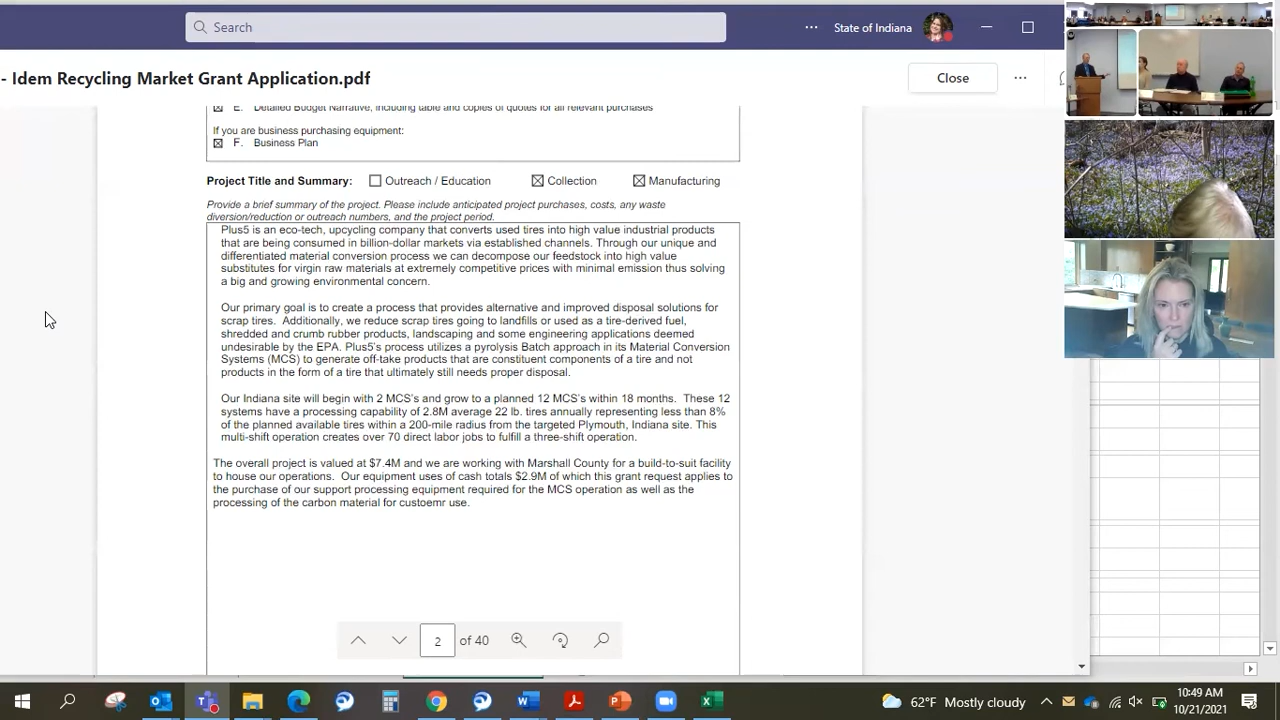 Search
State of Indiana
- Idem Recycling Market Grant Application.pdf
Close
E. Detailed Budget Narrative, including table and copies of quotes for all relevant purchases
If you are business purchasing equipment:
F. Business Plan
Project Title and Summary: Outreach / Education Collection Manufacturing
Provide a brief summary of the project. Please include anticipated project purchases, costs, any waste
diversion/reduction or outreach numbers, and the project period.
Plus5 is an eco-tech, upcycling company that converts used tires into high value industrial products
that are being consumed in billion-dollar markets via established channels. Through our unique and
differentiated material conversion process we can decompose our feedstock into high value
substitutes for virgin raw materials at extremely competitive prices with minimal emission thus solving
a big and growing environmental concern.
Our primary goal is to create a process that provides alternative and improved disposal solutions for
scrap tires. Additionally, we reduce scrap tires going to landfills or used as a tire-derived fuel,
shredded and crumb rubber products, landscaping and some engineering applications deemed
undesirable by the EPA. Plus5's process utilizes a pyrolysis Batch approach in its Material Conversion
Systems (MCS) to generate off-take products that are constituent components of a tire and not
products in the form of a tire that ultimately still needs proper disposal.
Our Indiana site will begin with 2 MCS's and grow to a planned 12 MCS's within 18 months. These 12
systems have a processing capability of 2.8M average 22 lb. tires annually representing less than 8%
of the planned available tires within a 200-mile radius from the targeted Plymouth, Indiana site. This
multi-shift operation creates over 70 direct labor jobs to fulfill a three-shift operation.
The overall project is valued at $7.4M and we are working with Marshall County for a build-to-suit facility
to house our operations. Our equipment uses of cash totals $2.9M of which this grant request applies to
the purchase of our support processing equipment required for the MCS operation as well as the
processing of the carbon material for custoemr use.
2 of 40
62°F Mostly cloudy
10:49 AM
10/21/2021